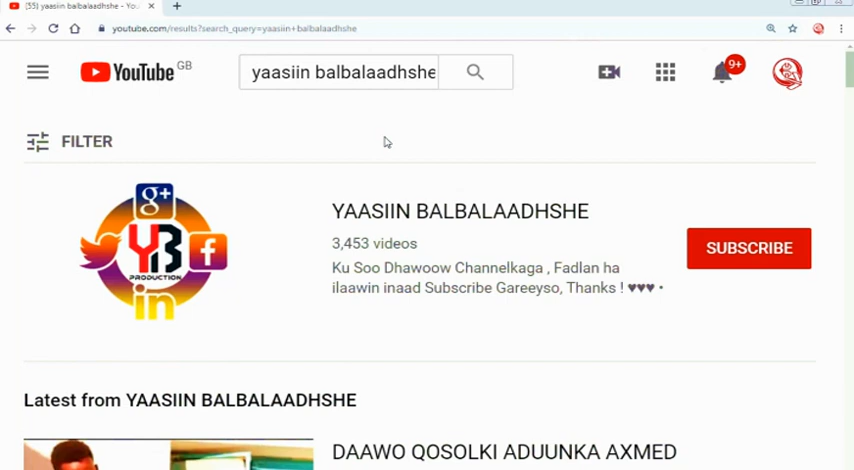 (55) yaasiin balbalaadhshe - You
youtube.com/results?search_query=yaasiin+balbalaadhshe
YouTube GB
yaasiin balbalaadhshe
9+
FILTER
g+
YB
PRODUCTION
f
in
YAASIIN BALBALAADHSHE
3,453 videos
Ku Soo Dhawoow Channelkaga , Fadlan ha
ilaawin inaad Subscribe Gareeyso, Thanks ! ♥♥♥ •
SUBSCRIBE
Latest from YAASIIN BALBALAADHSHE
DAAWO QOSOLKI ADUUNKA AXMED